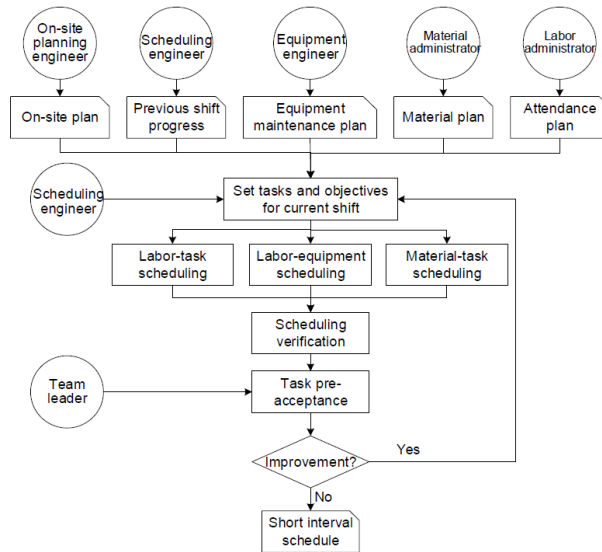 On-site
planning
engineer
Scheduling
engineer
Equipment
engineer
Material
administrator
Labor
administrator
On-site plan
Previous shift
progress
Equipment
maintenance plan
Material plan
Attendance
plan
Scheduling
engineer
Set tasks and objectives
for current shift
Labor-task
scheduling
Labor-equipment
scheduling
Material-task
scheduling
Scheduling
verification
Team
leader
Task pre-
acceptance
Improvement?
Yes
No
Short interval
schedule